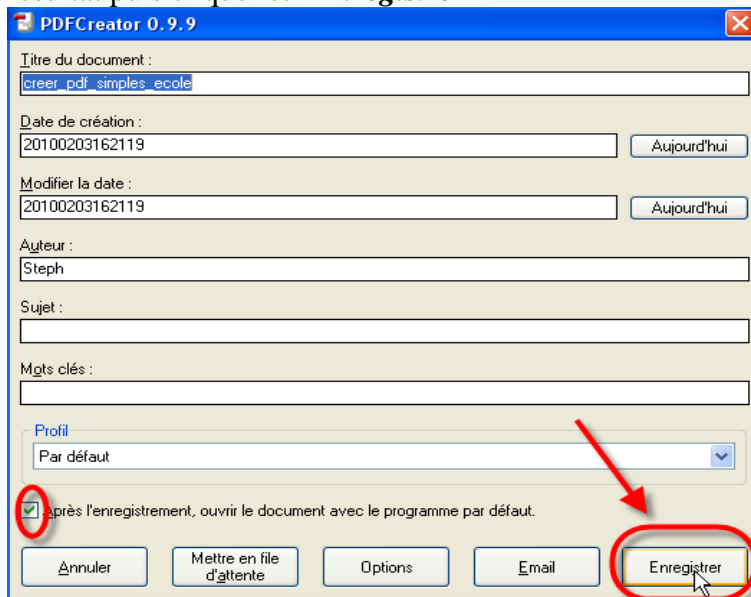 PDFCreator 0.9.9
Titre du document :
creer_pdf_simples_ecole
Date de création :
20100203162119
Aujourd'hui
Modifier la date :
20100203162119
Aujourd'hui
Auteur :
Steph
Sujet :
Mots clés :
Profil
Par défaut
Après l'enregistrement, ouvrir le document avec le programme par défaut.
Annuler
Mettre en file
d'attente
Options
Email
Enregistrer